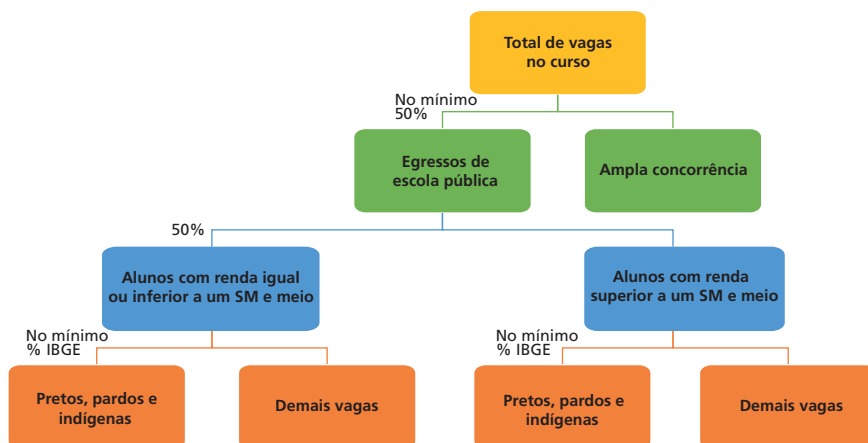 Total de vagas
no curso
No mínimo
50%
Egressos de
escola pública
Ampla concorrência
50%
Alunos com renda igual
ou inferior a um SM e meio
Alunos com renda
superior a um SM e meio
No mínimo
% IBGE
No mínimo
% IBGE
Pretos, pardos e
indígenas
Demais vagas
Pretos, pardos e
indígenas
Demais vagas